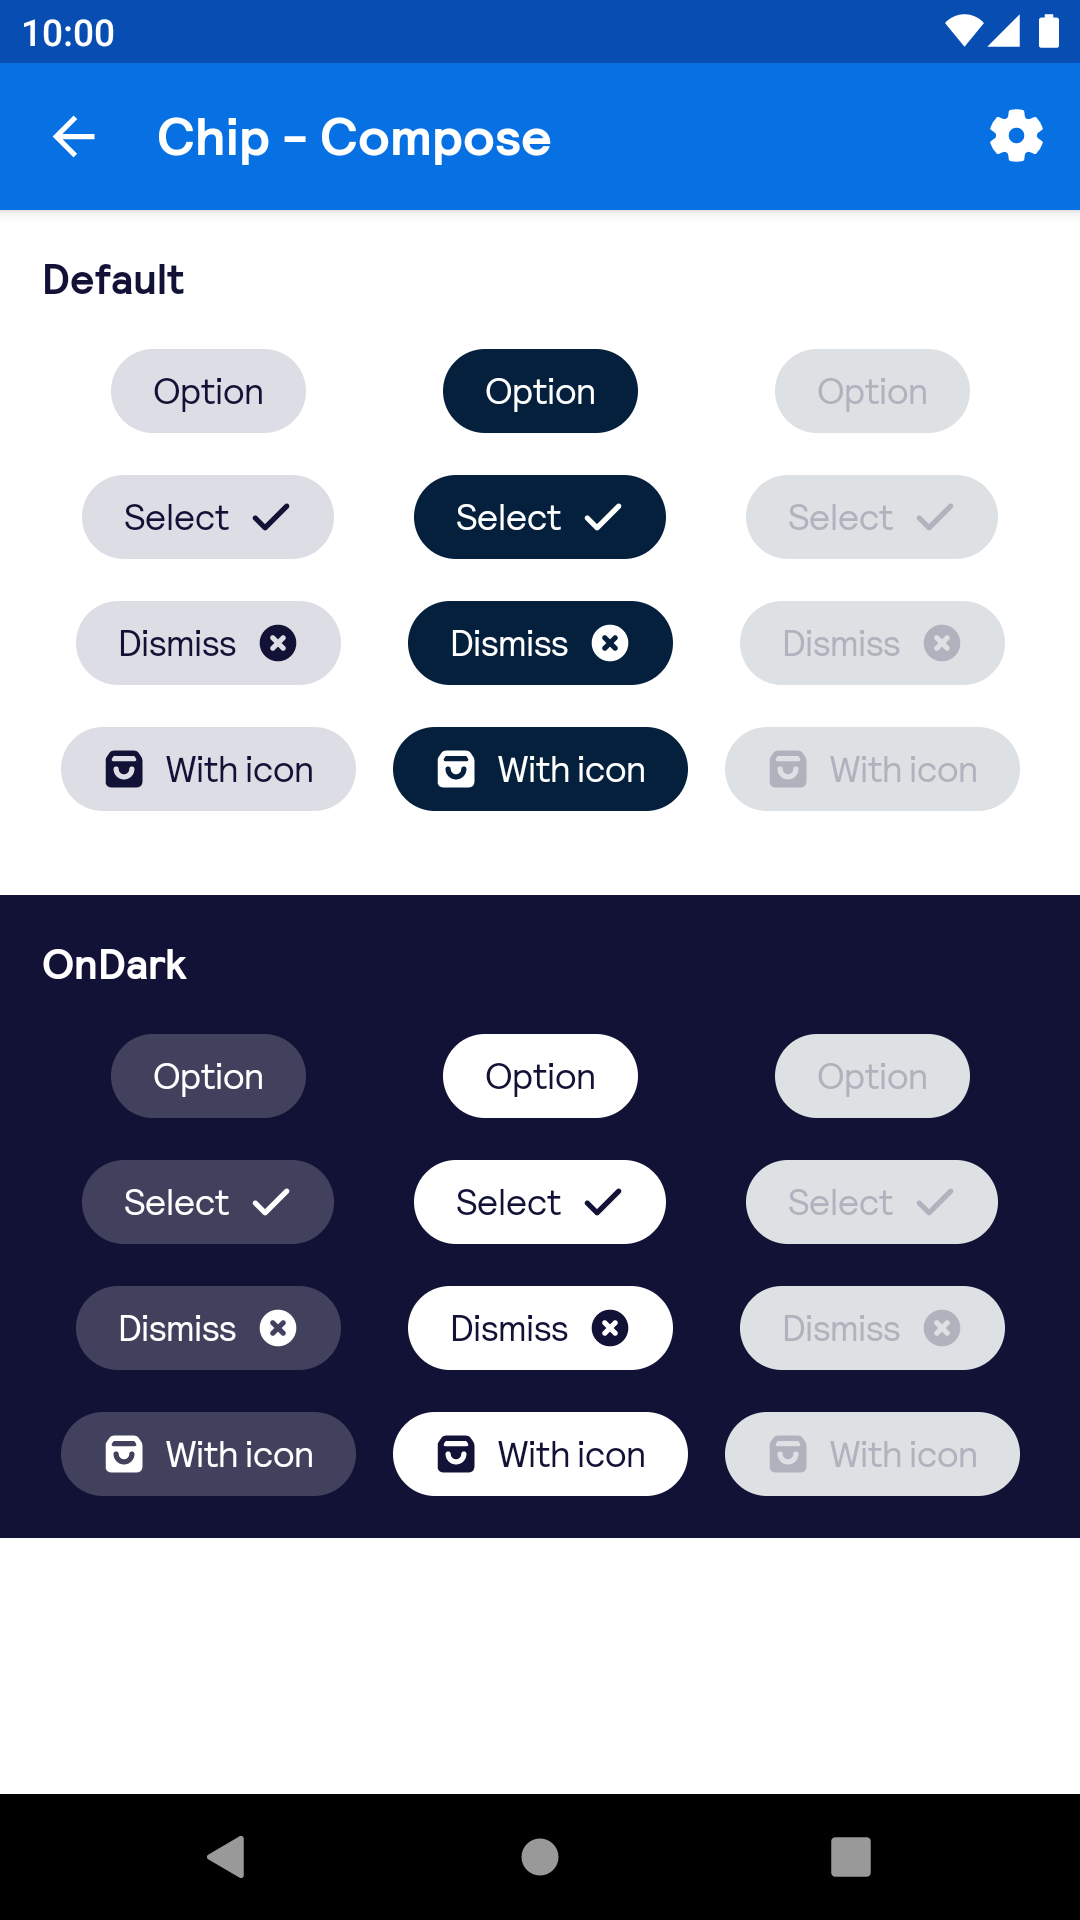 10:00
Chip - Compose
Default
Option Option Option
Select Select Select
Dismiss Dismiss Dismiss
With icon With icon With icon
OnDark
Option Option Option
Select Select Select
Dismiss Dismiss Dismiss
With icon With icon With icon